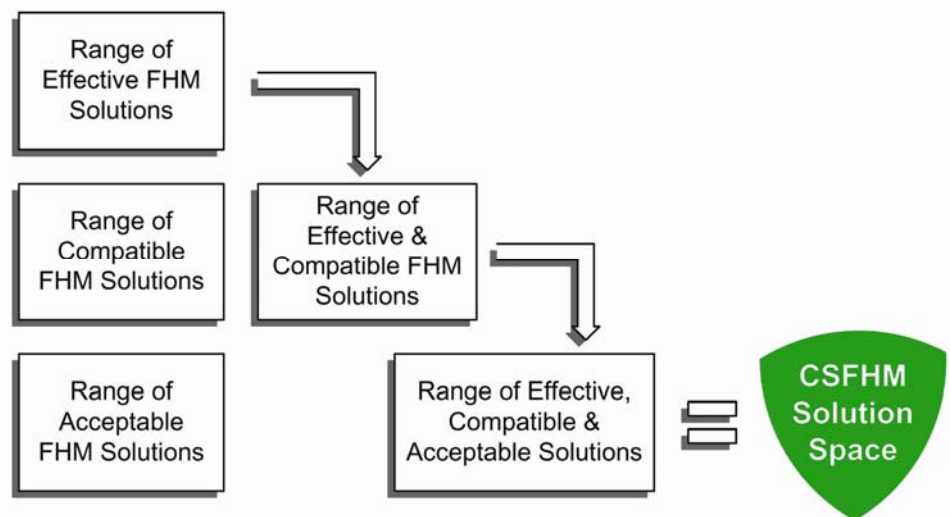 Range of
Effective FHM
Solutions
Range of
Compatible
FHM Solutions
Range of
Effective &
Compatible FHM
Solutions
Range of
Acceptable
FHM Solutions
Range of Effective,
Compatible &
Acceptable Solutions
CSFHM
Solution
Space